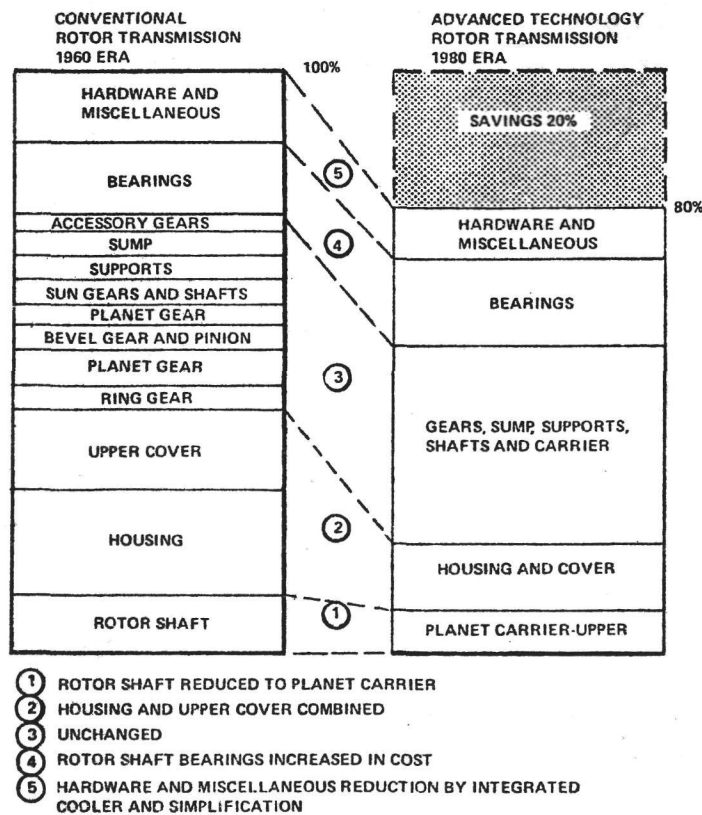 CONVENTIONAL
ROTOR TRANSMISSION
1960 ERA
100%
HARDWARE AND
MISCELLANEOUS
BEARINGS
ACCESSORY GEARS
SUMP
SUPPORTS
SUN GEARS AND SHAFTS
PLANET GEAR
BEVEL GEAR AND PINION
PLANET GEAR
RING GEAR
UPPER COVER
HOUSING
ROTOR SHAFT
5
4
3
2
1
ADVANCED TECHNOLOGY
ROTOR TRANSMISSION
1980 ERA
SAVINGS 20%
80%
HARDWARE AND
MISCELLANEOUS
BEARINGS
GEARS, SUMP, SUPPORTS,
SHAFTS AND CARRIER
HOUSING AND COVER
PLANET CARRIER-UPPER
1 ROTOR SHAFT REDUCED TO PLANET CARRIER
2 HOUSING AND UPPER COVER COMBINED
3 UNCHANGED
4 ROTOR SHAFT BEARINGS INCREASED IN COST
5 HARDWARE AND MISCELLANEOUS REDUCTION BY INTEGRATED
COOLER AND SIMPLIFICATION